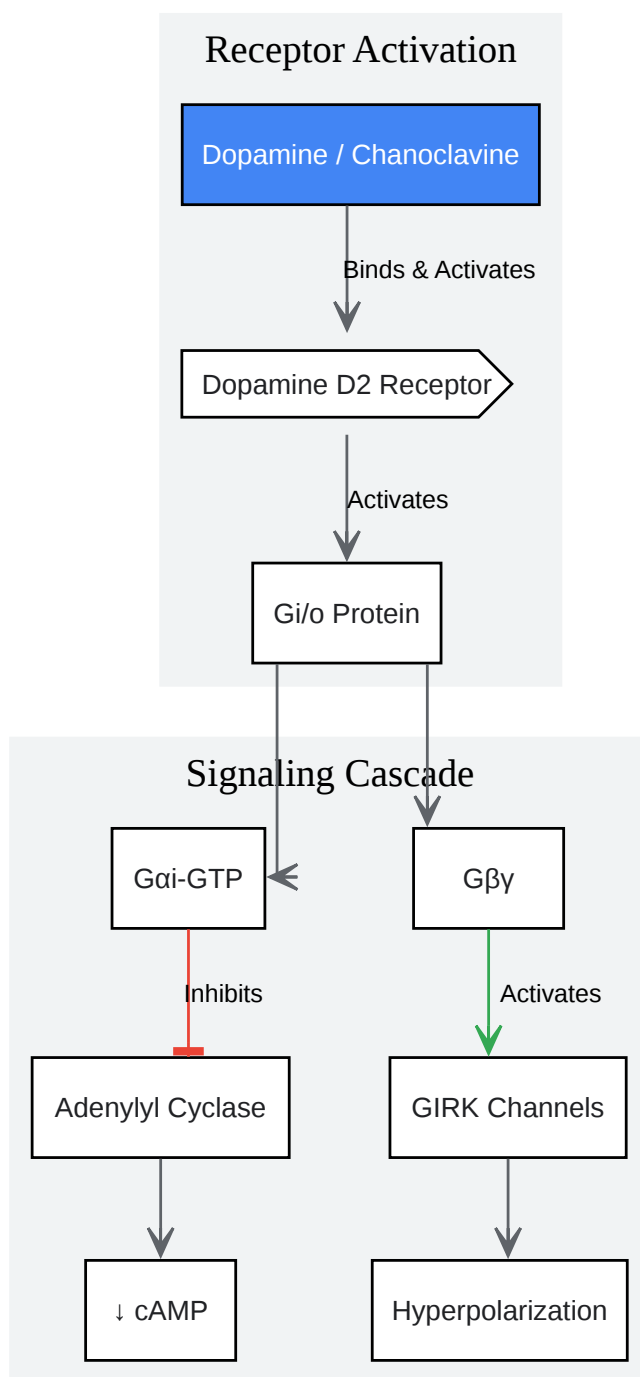 Receptor Activation
Dopamine / Chanoclavine
Binds & Activates
Dopamine D2 Receptor
Activates
Gi/o Protein
Signaling Cascade
Gαi-GTP
Gβγ
Inhibits
Activates
Adenylyl Cyclase
GIRK Channels
↓ cAMP
Hyperpolarization